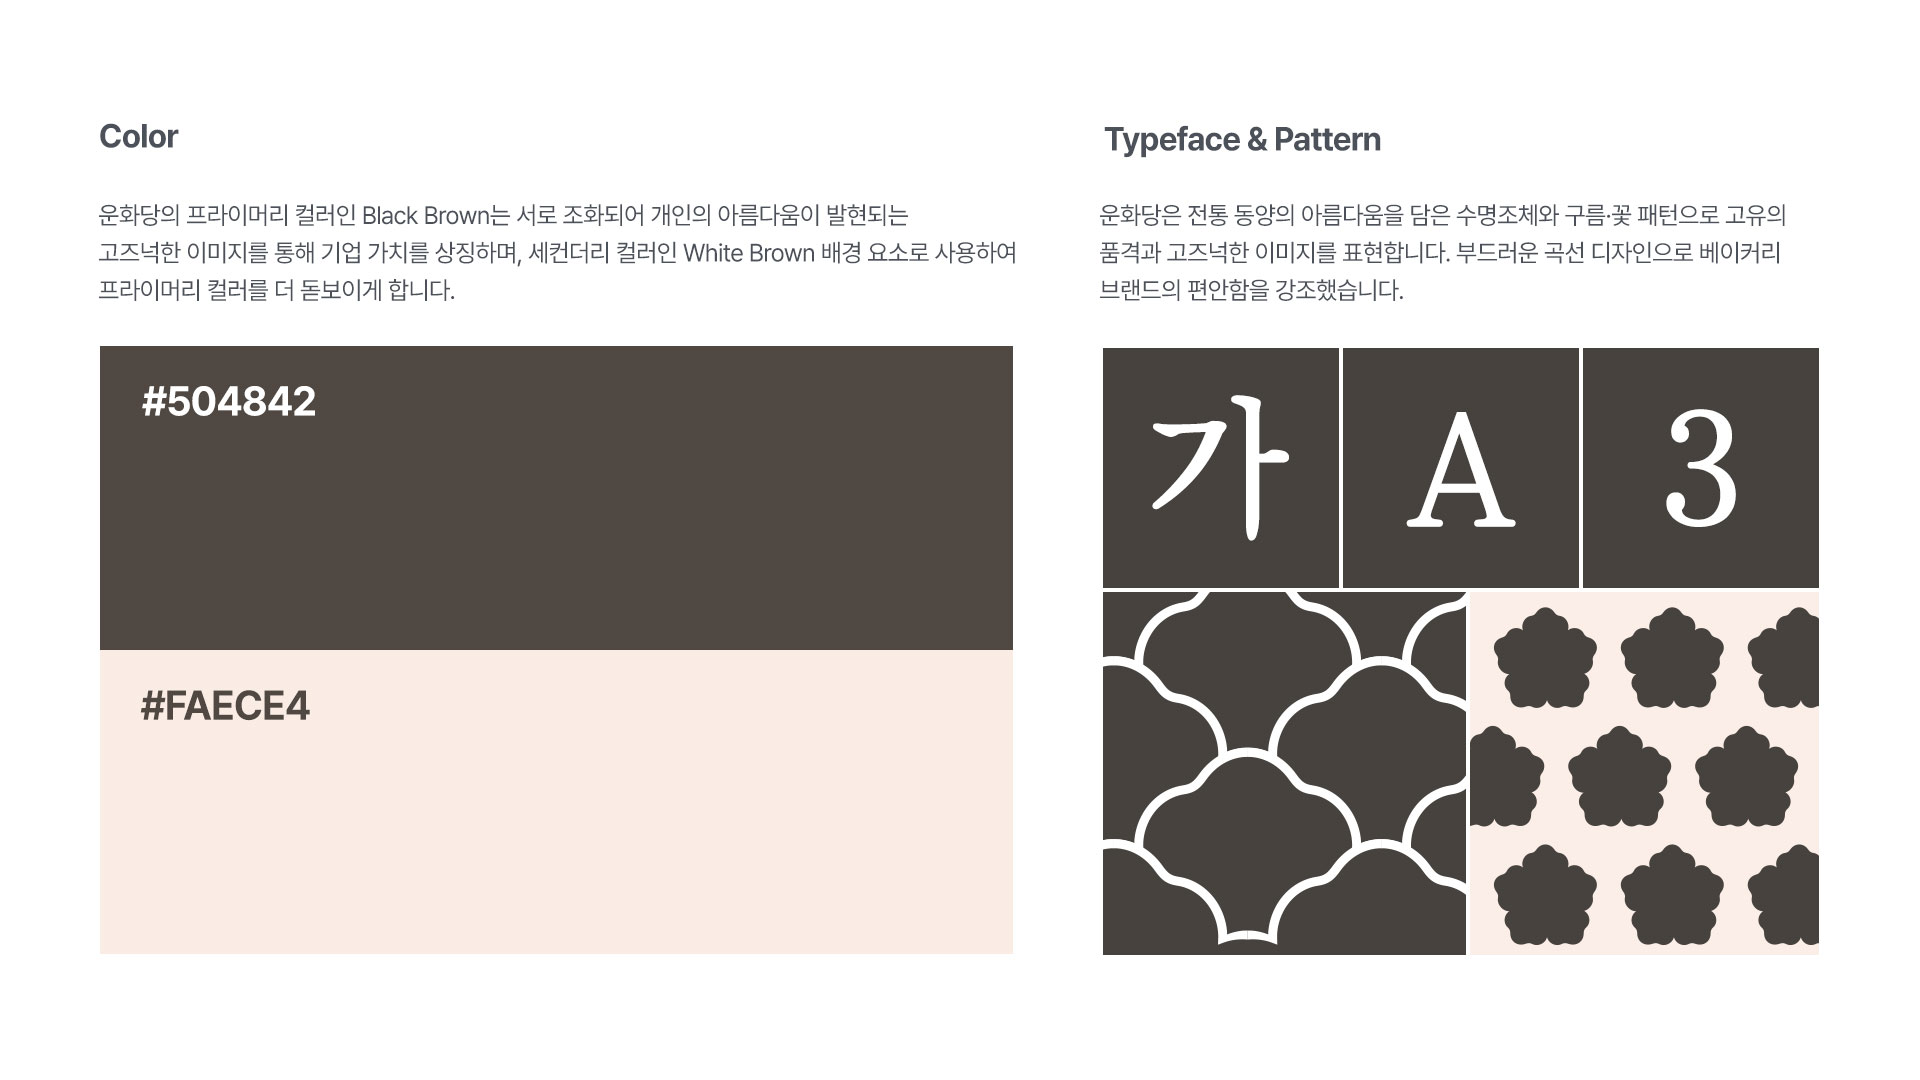 Color
운화당의 프라이머리 컬러인 Black Brown는 서로 조화되어 개인의 아름다움이 발현되는
고즈넉한 이미지를 통해 기업 가치를 상징하며, 세컨더리 컬러인 White Brown 배경 요소로 사용하여
프라이머리 컬러를 더 돋보이게 합니다.
#504842
#FAECE4
Typeface & Pattern
운화당은 전통 동양의 아름다움을 담은 수명조체와 구름·꽃 패턴으로 고유의
품격과 고즈넉한 이미지를 표현합니다. 부드러운 곡선 디자인으로 베이커리
브랜드의 편안함을 강조했습니다.
가 A 3